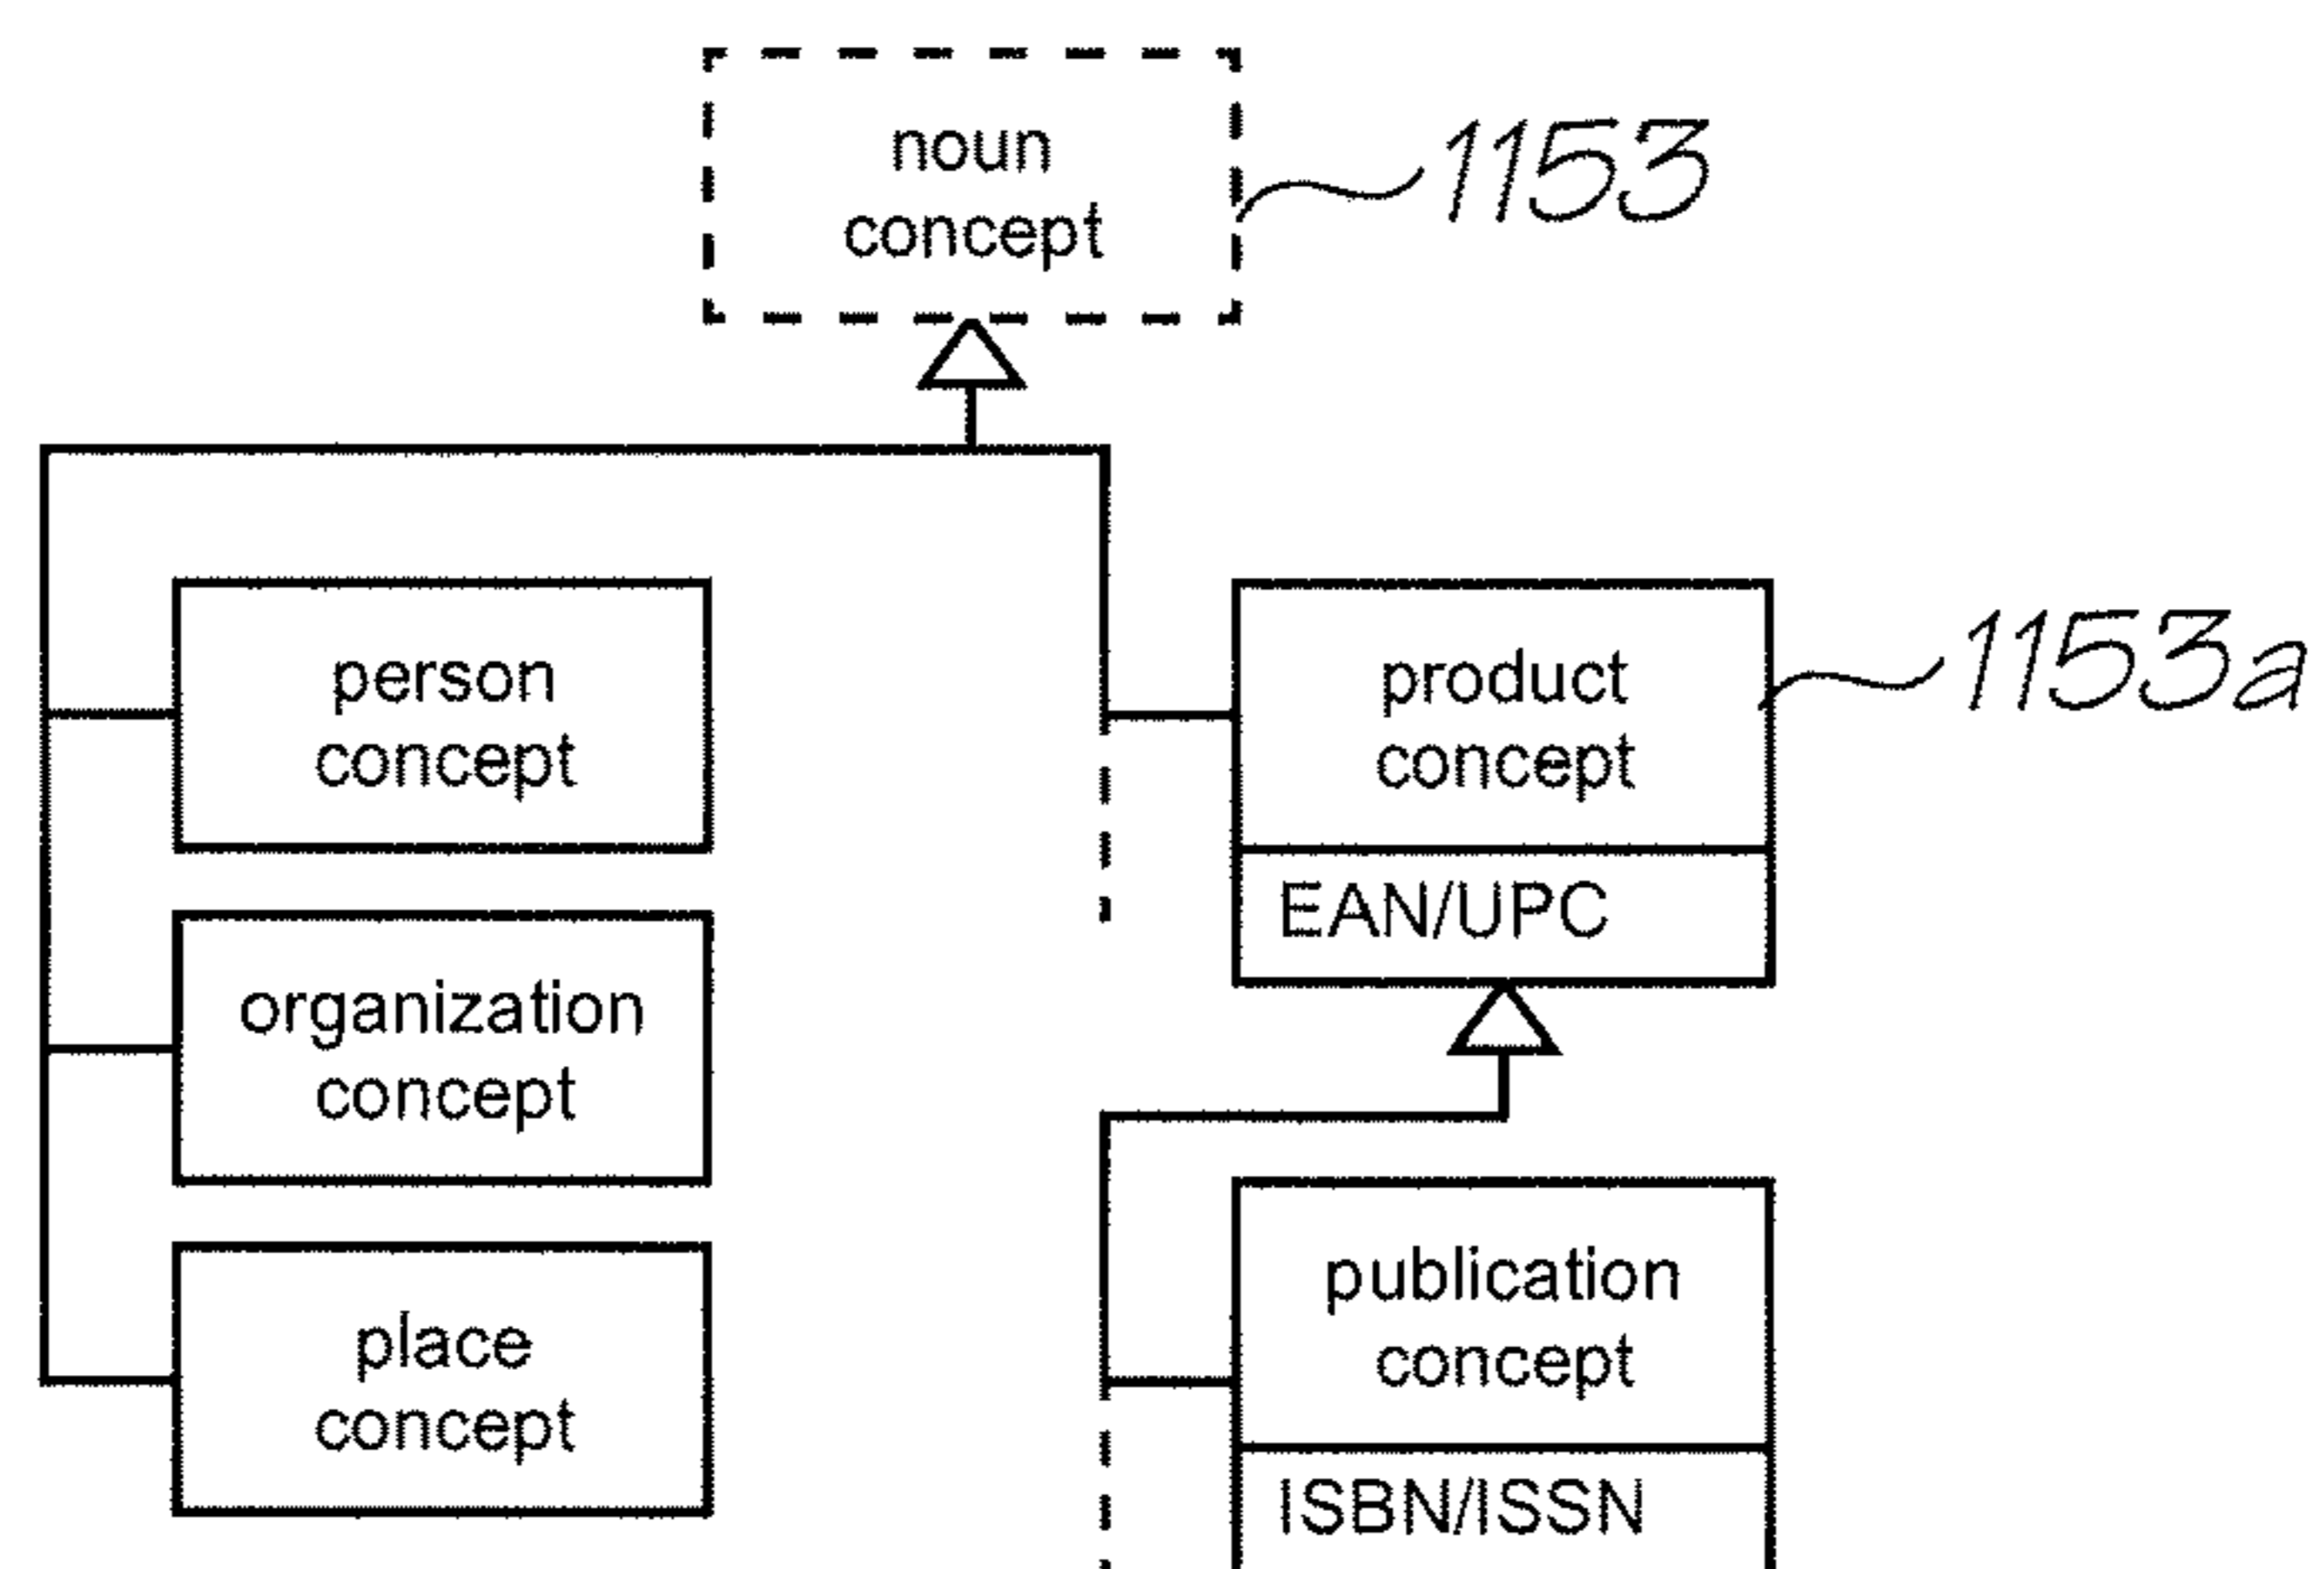 noun
concept
1153
person
concept
product
concept
1153a
EAN/UPC
organization
concept
publication
concept
place
concept
ISBN/ISSN